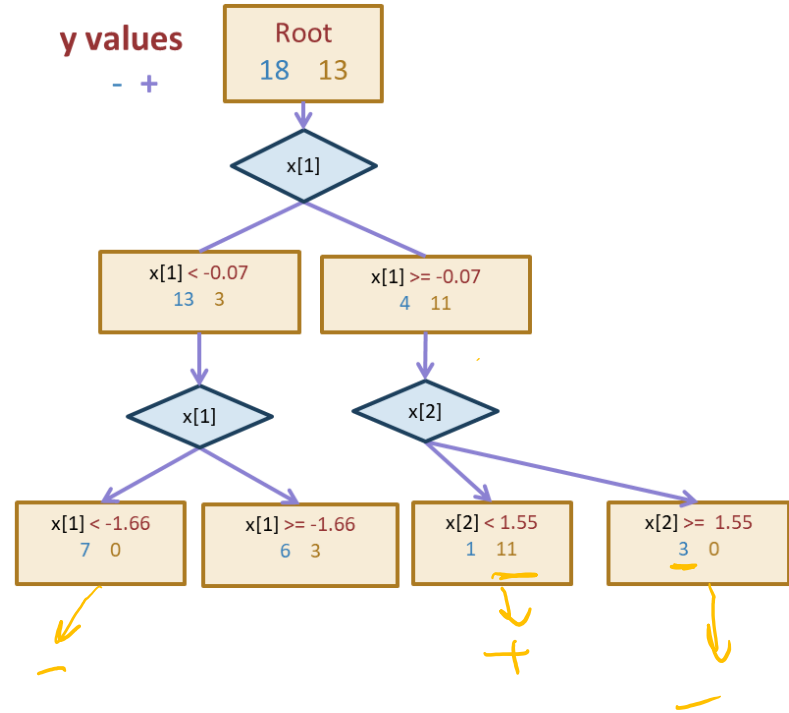 y values
- +
Root
18 13
x[1]
x[1] < -0.07
13 3
x[1] >= -0.07
4 11
x[1]
x[2]
x[1] < -1.66
7 0
x[1] >= -1.66
6 3
x[2] < 1.55
1 11
x[2] >= 1.55
3 0
-
+
-